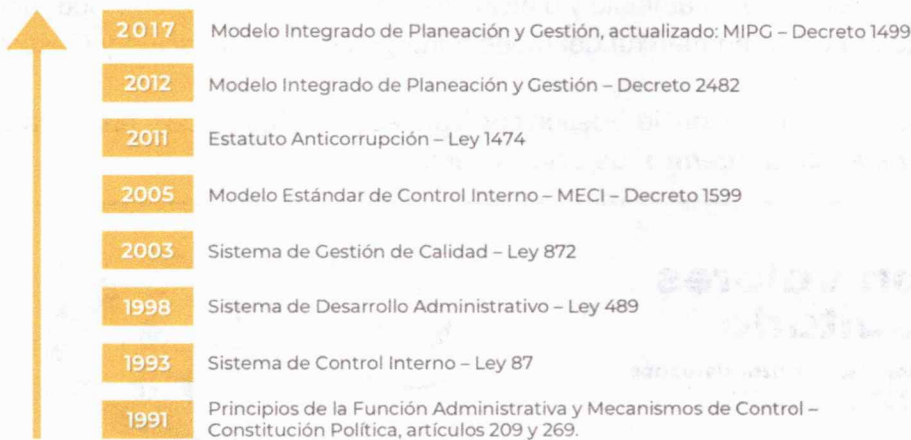 2017 Modelo Integrado de Planeación y Gestión, actualizado: MIPG – Decreto 1499
2012 Modelo Integrado de Planeación y Gestión – Decreto 2482
2011 Estatuto Anticorrupción – Ley 1474
2005 Modelo Estándar de Control Interno – MECI – Decreto 1599
2003 Sistema de Gestión de Calidad – Ley 872
1998 Sistema de Desarrollo Administrativo – Ley 489
1993 Sistema de Control Interno – Ley 87
1991 Principios de la Función Administrativa y Mecanismos de Control –
Constitución Política, artículos 209 y 269.